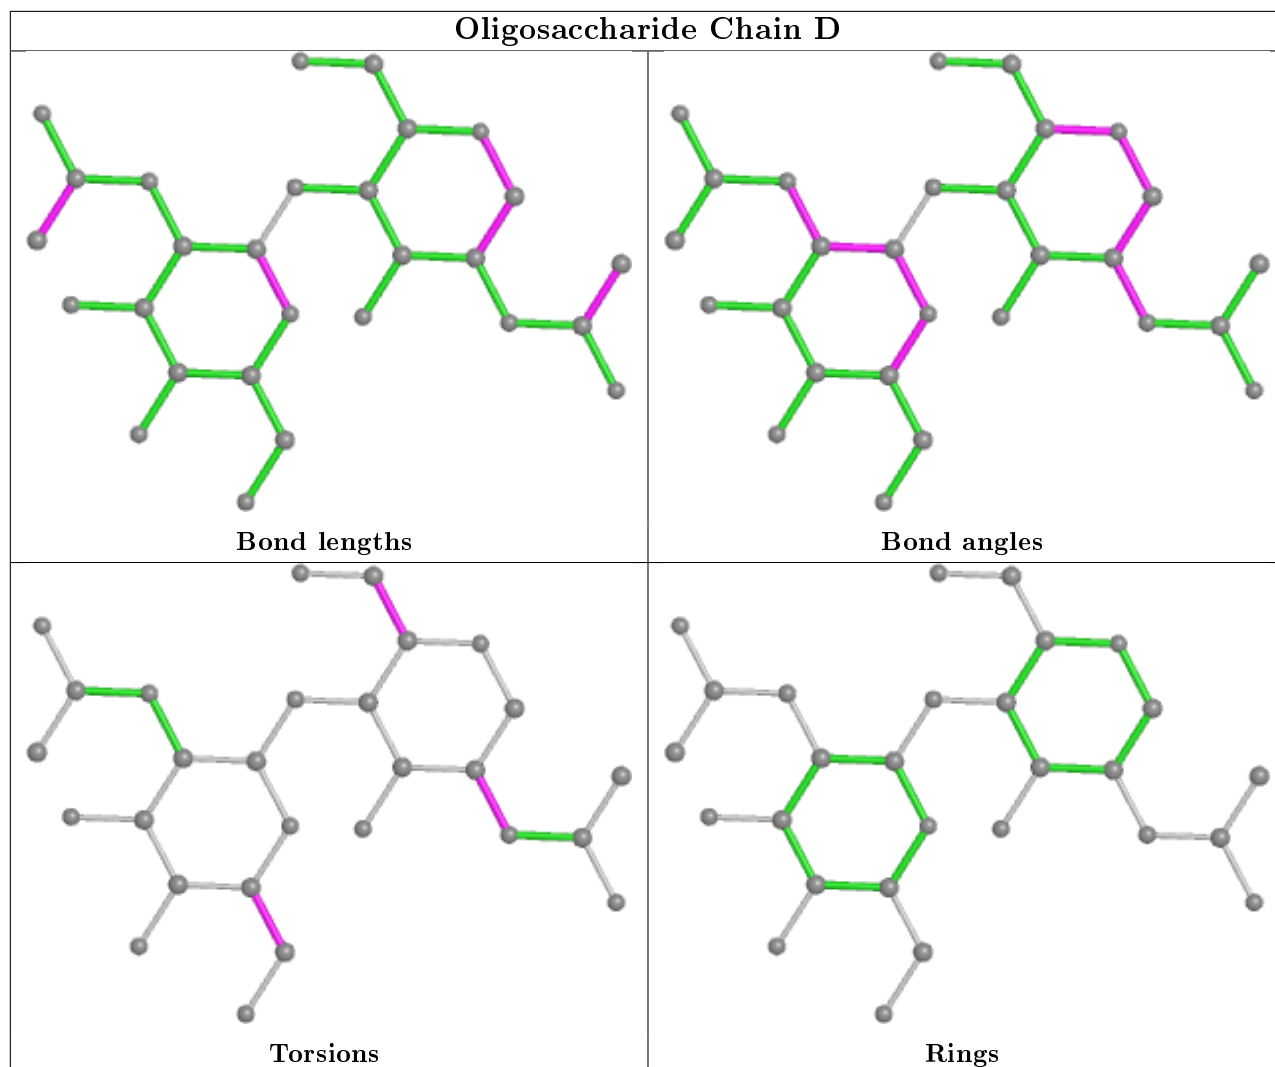 Oligosaccharide Chain D
Bond lengths
Bond angles
Torsions
Rings